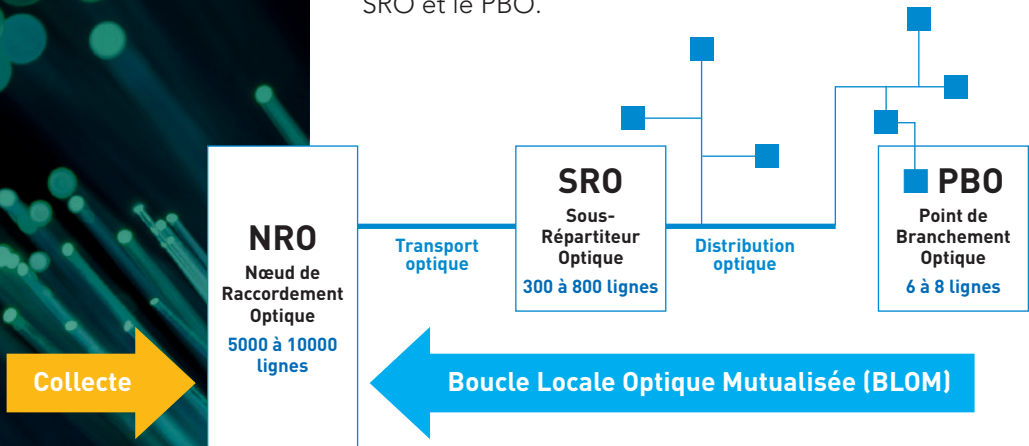 SRO et le PBO.
NRO
Nœud de
Raccordement
Optique
5000 à 10000
lignes
Transport
optique
SRO
Sous-
Répartiteur
Optique
300 à 800 lignes
Distribution
optique
PBO
Point de
Branchement
Optique
6 à 8 lignes
Collecte
Boucle Locale Optique Mutualisée (BLOM)